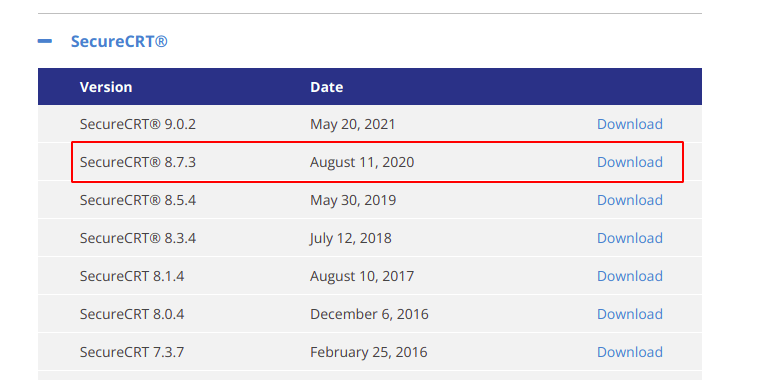 SecureCRT®
Version Date
SecureCRT® 9.0.2 May 20, 2021 Download
SecureCRT® 8.7.3 August 11, 2020 Download
SecureCRT® 8.5.4 May 30, 2019 Download
SecureCRT® 8.3.4 July 12, 2018 Download
SecureCRT 8.1.4 August 10, 2017 Download
SecureCRT 8.0.4 December 6, 2016 Download
SecureCRT 7.3.7 February 25, 2016 Download